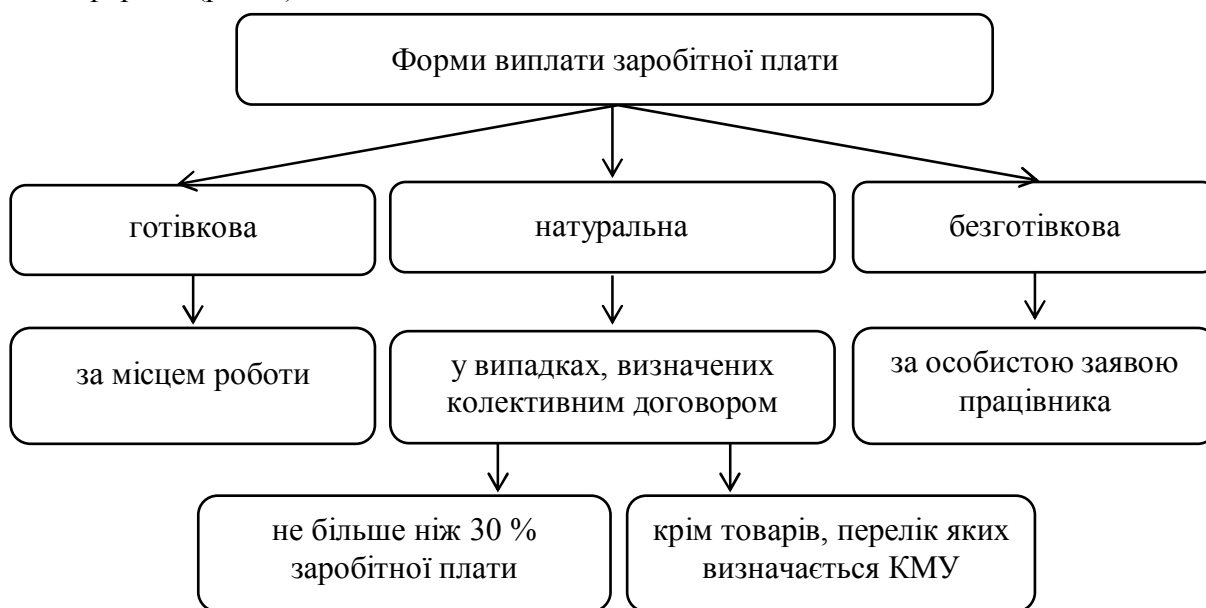 Форми виплати заробітної плати
готівкова
натуральна
безготівкова
за місцем роботи
у випадках, визначених
колективним договором
за особистою заявою
працівника
не більше ніж 30 %
заробітної плати
крім товарів, перелік яких
визначається КМУ